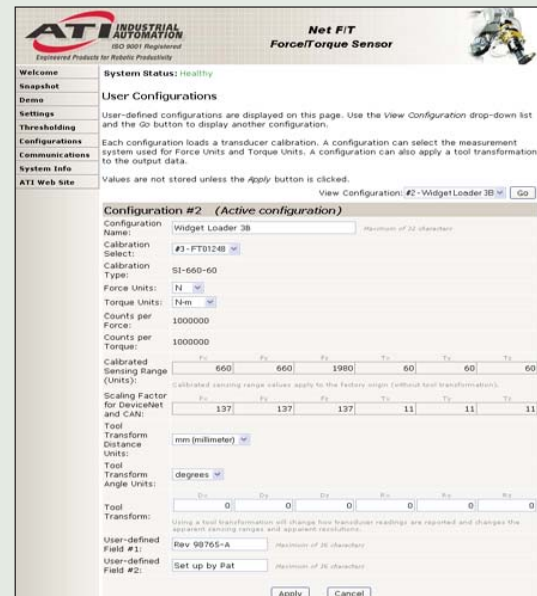 ATI INDUSTRIAL AUTOMATION
ISO 9001 Registered
Engineered Products for Robotic Productivity
Net F/T
Force/Torque Sensor
Welcome
Snapshot
Demo
Settings
Thresholding
Configurations
Communications
System Info
ATI Web Site
System Status: Healthy
User Configurations
User-defined configurations are displayed on this page. Use the View Configuration drop-down list
and the Go button to display another configuration.
Each configuration loads a transducer calibration. A configuration can select the measurement
system used for Force Units and Torque Units. A configuration can also apply a tool transformation
to the output data.
Values are not stored unless the Apply button is clicked.
View Configuration: #2 - Widget Loader 3B Go
Configuration #2 (Active configuration)
Configuration Name: Widget Loader 3B Maximum of 32 characters
Calibration Select: #3 - FT01248
Calibration Type: SI-660-60
Force Units: N
Torque Units: N-m
Counts per Force: 1000000
Counts per Torque: 1000000
Fx Fy Fz Tx Ty Tz
Calibrated Sensing Range (Units): 660 660 1980 60 60 60
Calibrated sensing range values apply to the factory origin (without tool transformation).
Fx Fy Fz Tx Ty Tz
Scaling Factor for DeviceNet and CAN: 137 137 137 11 11 11
Tool Transform Distance Units: mm (millimeter)
Tool Transform Angle Units: degrees
Dx Dy Dz Rx Ry Rz
Tool Transform: 0 0 0 0 0 0
Using a tool transformation will change how transducer readings are reported and changes the
apparent sensing ranges and apparent resolutions.
User-defined Field #1: Rev 98765-A Maximum of 16 characters
User-defined Field #2: Set up by Pat Maximum of 16 characters
Apply Cancel